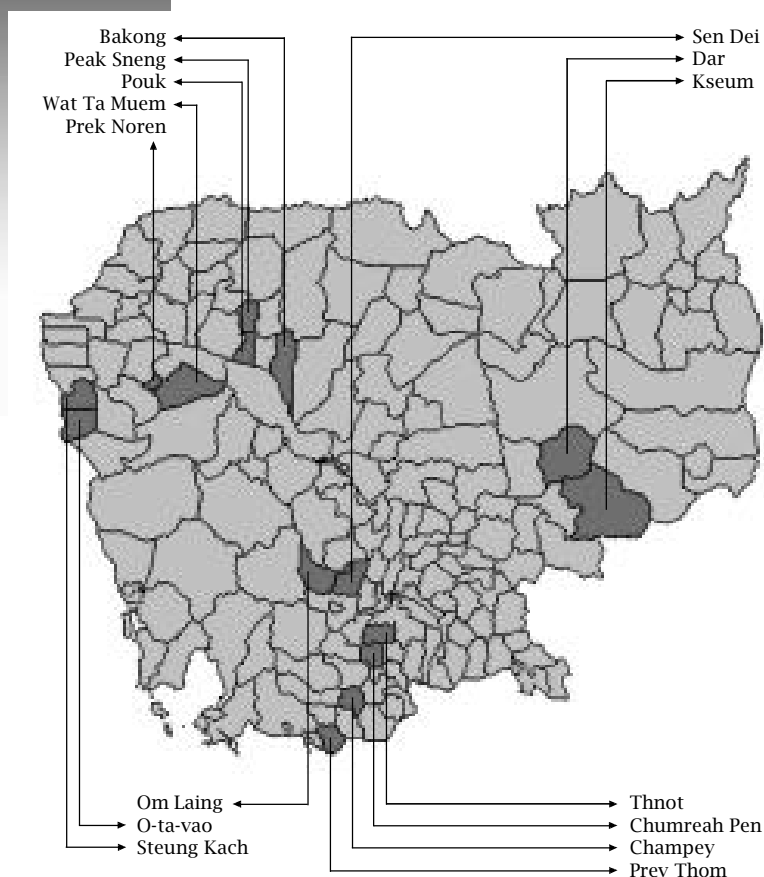 Bakong
Peak Sneng
Pouk
Wat Ta Muem
Prek Noren
Sen Dei
Dar
Kseum
Om Laing
O-ta-vao
Steung Kach
Thnot
Chumreah Pen
Champey
Prey Thom